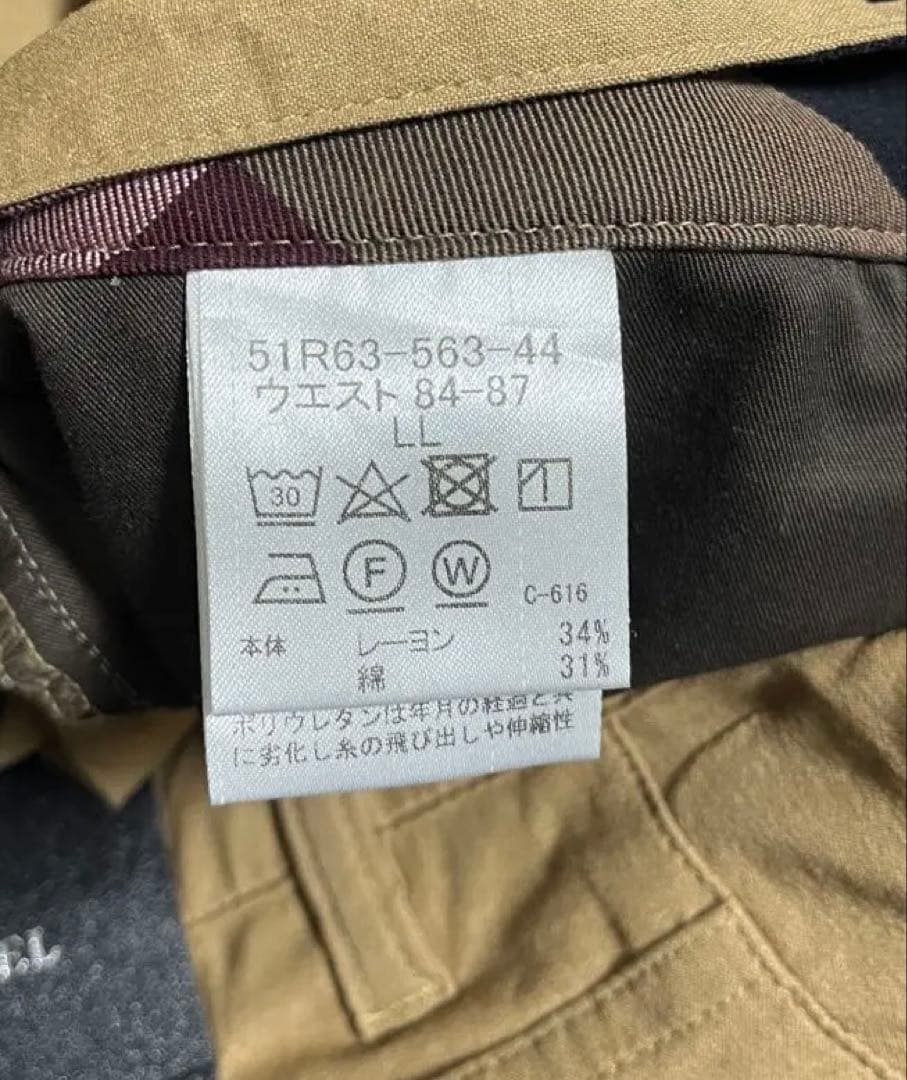 51R63-563-44
ウエスト 84-87
LL
30
F W C-616
本体 レーヨン 34%
綿 31%
ポリウレタンは年月の経過と共
に劣化し糸の飛び出しや伸縮性